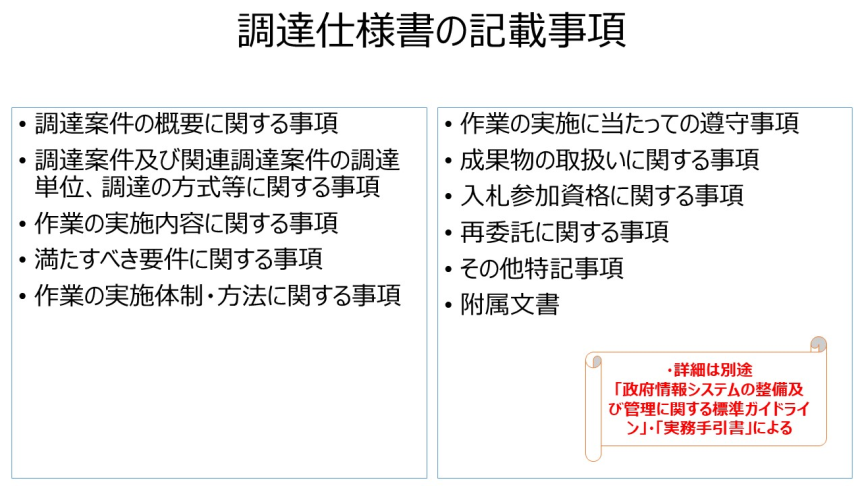 調達仕様書の記載事項
• 調達案件の概要に関する事項
• 調達案件及び関連調達案件の調達
単位、調達の方式等に関する事項
• 作業の実施内容に関する事項
• 満たすべき要件に関する事項
• 作業の実施体制・方法に関する事項
• 作業の実施に当たっての遵守事項
• 成果物の取扱いに関する事項
• 入札参加資格に関する事項
• 再委託に関する事項
• その他特記事項
• 附属文書
・詳細は別途
「政府情報システムの整備及
び管理に関する標準ガイドライ
ン」・「実務手引書」による